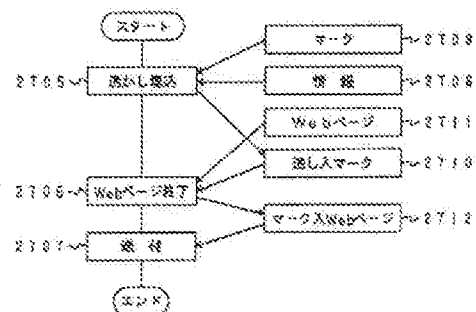 スタート
マーク
2708
2705
透かし埋込
情報
2709
Webページ
2711
透し入マーク
2710
2706
Webページ終了
マーク入Webページ
2712
2707
送付
エンド